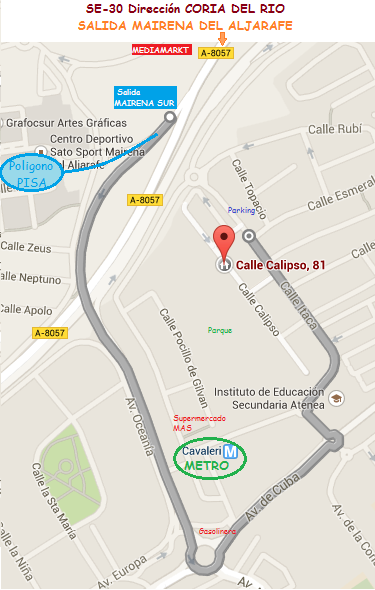 SE-30 Dirección CORIA DEL RIO
SALIDA MAIRENA DEL ALJARAFE
MEDIAMARKT
A-8057
Salida
MAIRENA SUR
Grafocsur Artes Gráficas
Calle Rubí
Centro Deportivo
Sato Sport Mairena
del Aljarafe
Polígono
PISA
Calle Topacio
Calle Esmeral
A-8057
Parking
Calle Zeus
Calle Calipso, 81
Calle Neptuno
Calle Itaca
Calle Calipso
Calle Apolo
A-8057
Parque
Calle Pocillo de Gilvan
Instituto de Educación
Secundaria Atenea
Av. Oceanía
Supermercado
MAS
Cavaleri M
METRO
Calle la Sta María
Av. de Cuba
Av. de la Con
Gasolinera
Calle la Niña
Av. Europa